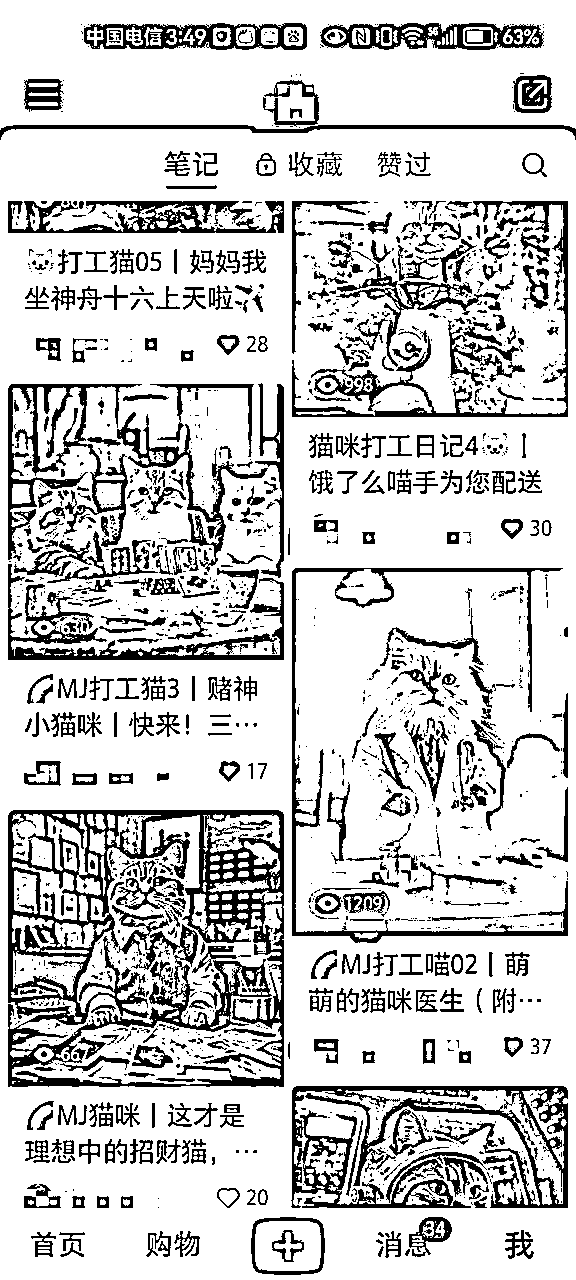 中国电信3:49
63%
笔记
收藏
赞过
打工猫05丨妈妈我
坐神舟十六上天啦
28
630
MJ打工猫3丨赌神
小猫咪丨快来！三…
17
667
MJ猫咪丨这才是
理想中的招财猫，…
20
998
猫咪打工日记4丨
饿了么喵手为您配送
30
1209
MJ打工喵02丨萌
萌的猫咪医生（附…
37
首页
购物
消息
84
我